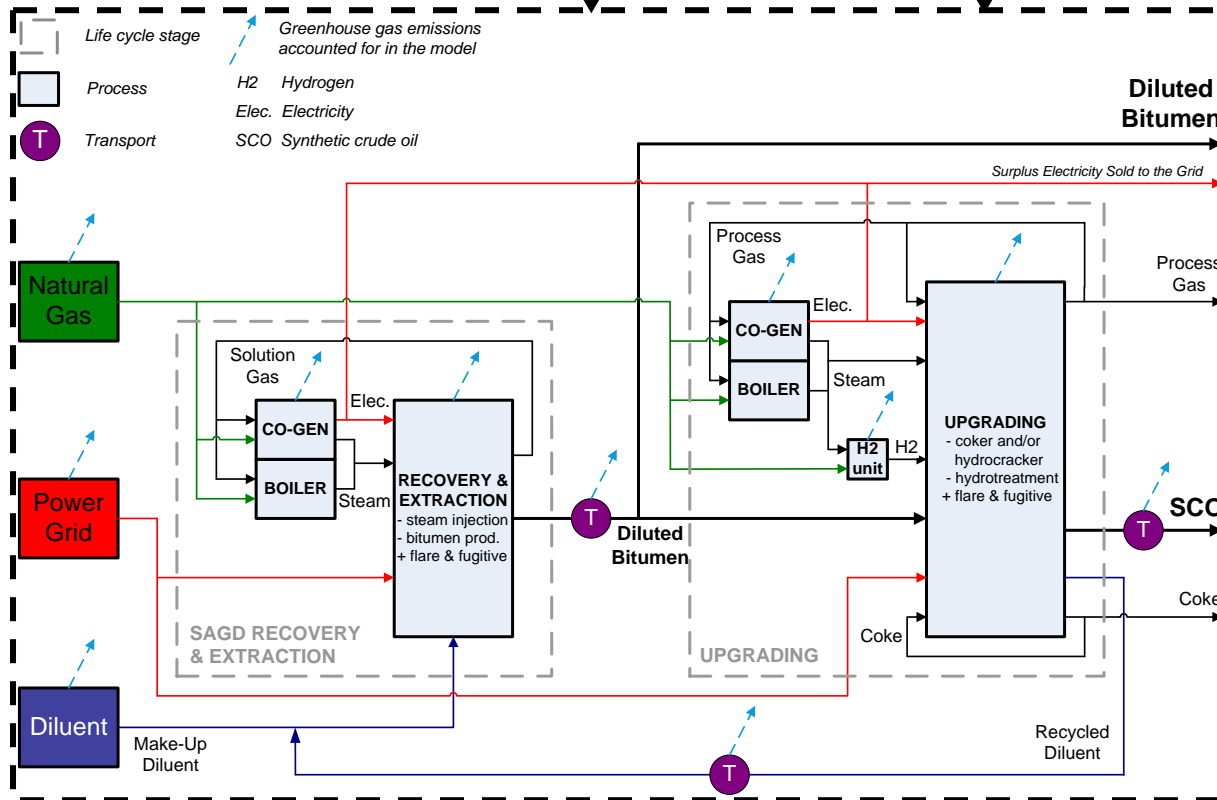 Life cycle stage
Greenhouse gas emissions
accounted for in the model
Process
H2 Hydrogen
Elec. Electricity
T
Transport
SCO Synthetic crude oil
Diluted
Bitumen
Surplus Electricity Sold to the Grid
Natural
Gas
Solution
Gas
CO-GEN
BOILER
Elec.
Steam
RECOVERY &
EXTRACTION
- steam injection
- bitumen prod.
+ flare & fugitive
SAGD RECOVERY
& EXTRACTION
Power
Grid
Diluent
Make-Up
Diluent
T
Diluted
Bitumen
Process
Gas
CO-GEN
BOILER
Elec.
Steam
H2
unit
H2
UPGRADING
- coker and/or
hydrocracker
- hydrotreatment
+ flare & fugitive
Coke
UPGRADING
Process
Gas
T
SCO
Coke
Recycled
Diluent
T